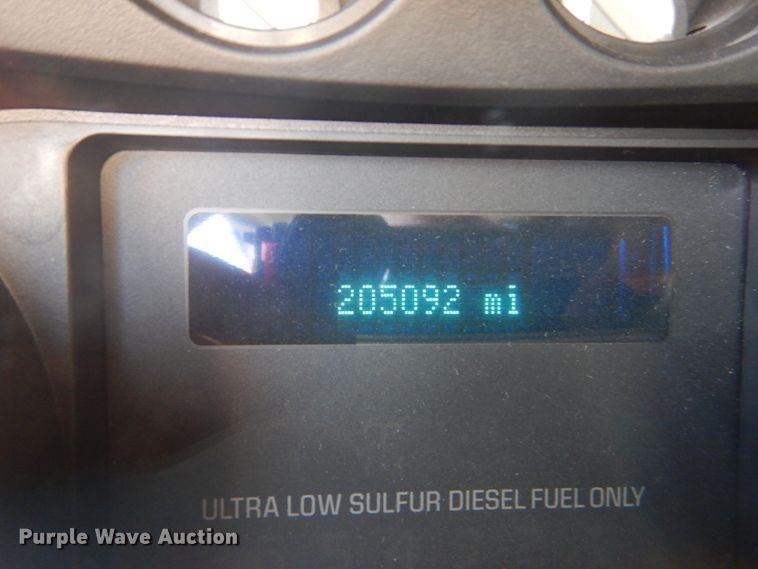 205092 mi
ULTRA LOW SULFUR DIESEL FUEL ONLY
Purple Wave Auction